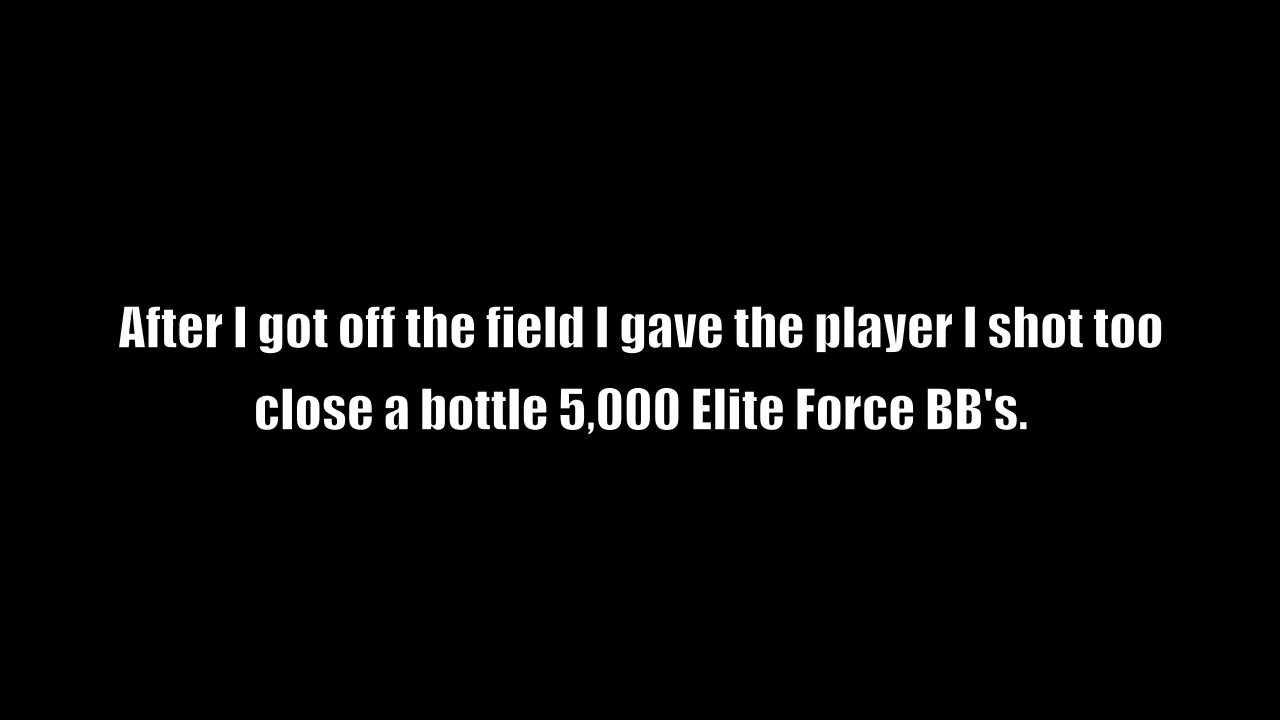 After I got off the field I gave the player I shot too
close a bottle 5,000 Elite Force BB's.